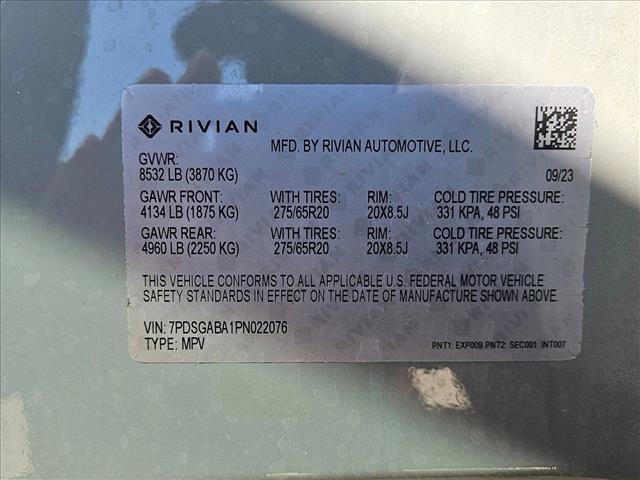 RIVIAN
MFD. BY RIVIAN AUTOMOTIVE, LLC.
GVWR:
8532 LB (3870 KG)
09/23
GAWR FRONT: WITH TIRES: RIM: COLD TIRE PRESSURE:
4134 LB (1875 KG) 275/65R20 20X8.5J 331 KPA, 48 PSI
GAWR REAR: WITH TIRES: RIM: COLD TIRE PRESSURE:
4960 LB (2250 KG) 275/65R20 20X8.5J 331 KPA, 48 PSI
THIS VEHICLE CONFORMS TO ALL APPLICABLE U.S. FEDERAL MOTOR VEHICLE
SAFETY STANDARDS IN EFFECT ON THE DATE OF MANUFACTURE SHOWN ABOVE.
VIN: 7PDSGABA1PN022076
TYPE: MPV
PNT1: EXP009 PNT2: SEC001 INT007